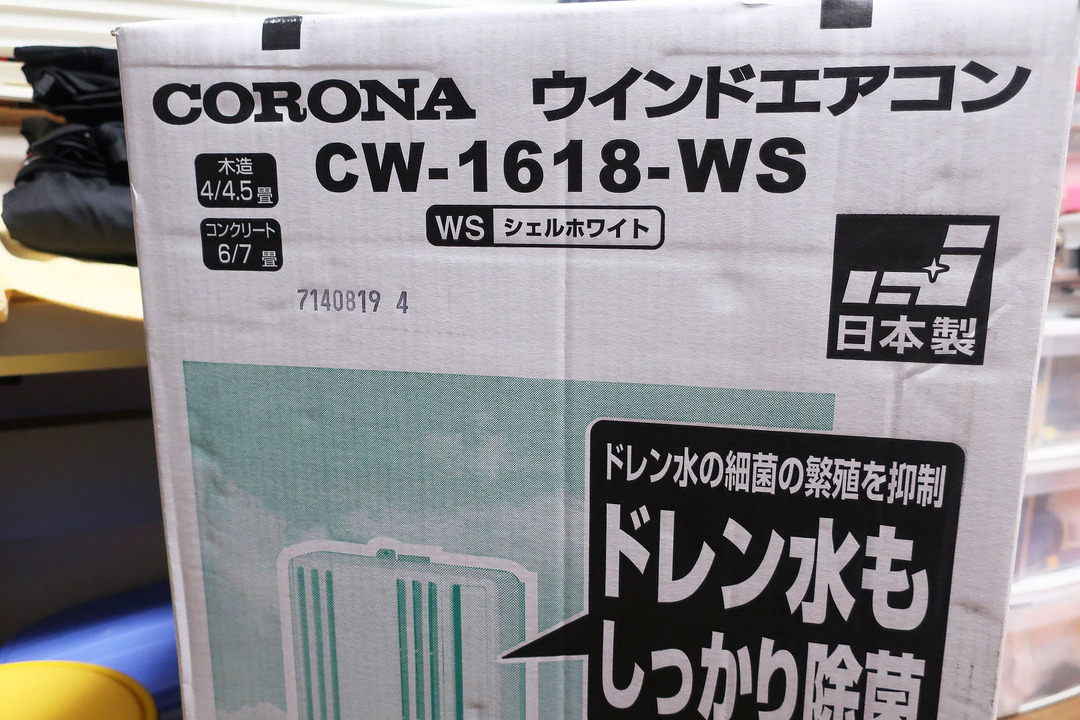 CORONA ウインドエアコン
CW-1618-WS
木造
4/4.5 畳
コンクリート
6/7 畳
WS シェルホワイト
7140819 4
日本製
ドレン水の細菌の繁殖を抑制
ドレン水も
しっかり除菌